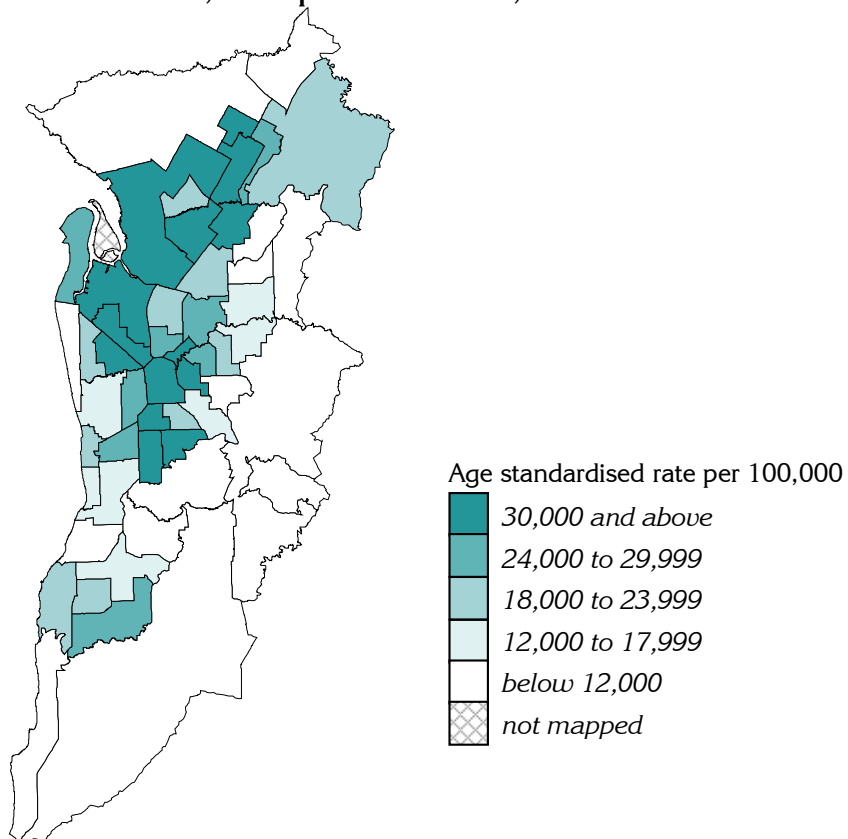 Age standardised rate per 100,000
30,000 and above
24,000 to 29,999
18,000 to 23,999
12,000 to 17,999
below 12,000
not mapped